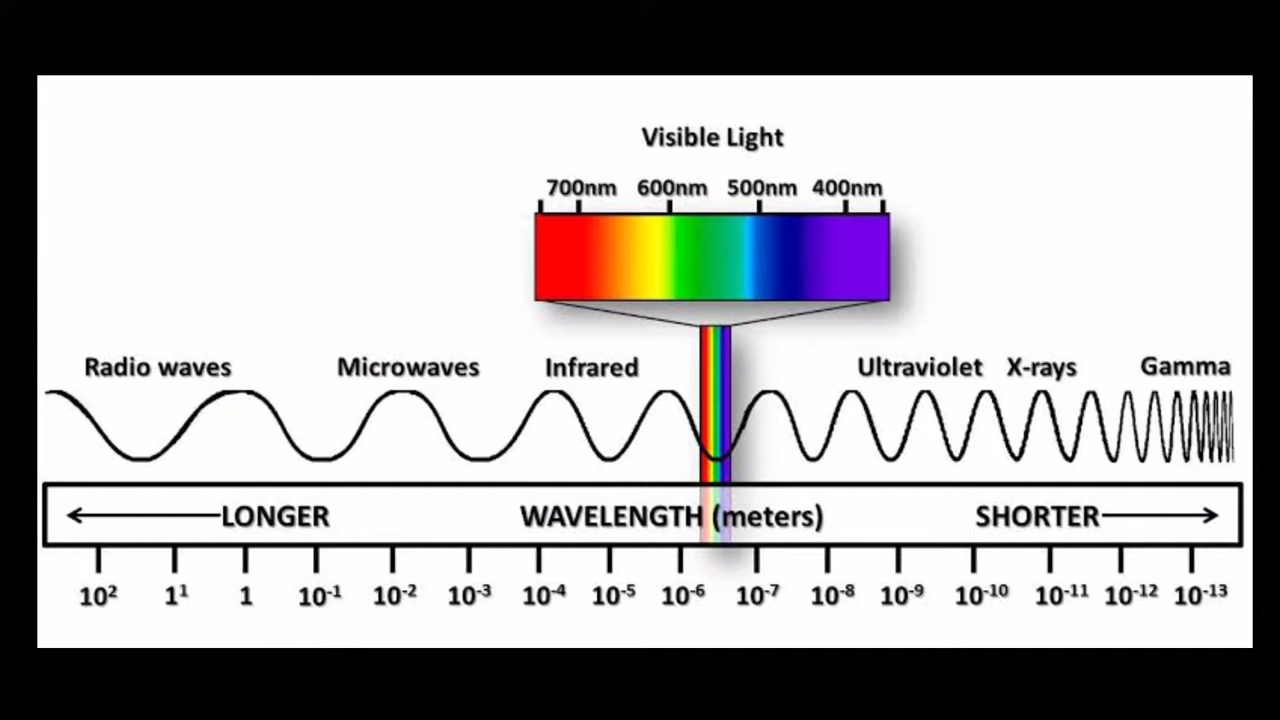 Visible Light
700nm 600nm 500nm 400nm
Radio waves Microwaves Infrared Ultraviolet X-rays Gamma
LONGER WAVELENGTH (meters) SHORTER
10² 1¹ 1 10⁻¹ 10⁻² 10⁻³ 10⁻⁴ 10⁻⁵ 10⁻⁶ 10⁻⁷ 10⁻⁸ 10⁻⁹ 10⁻¹⁰ 10⁻¹¹ 10⁻¹² 10⁻¹³